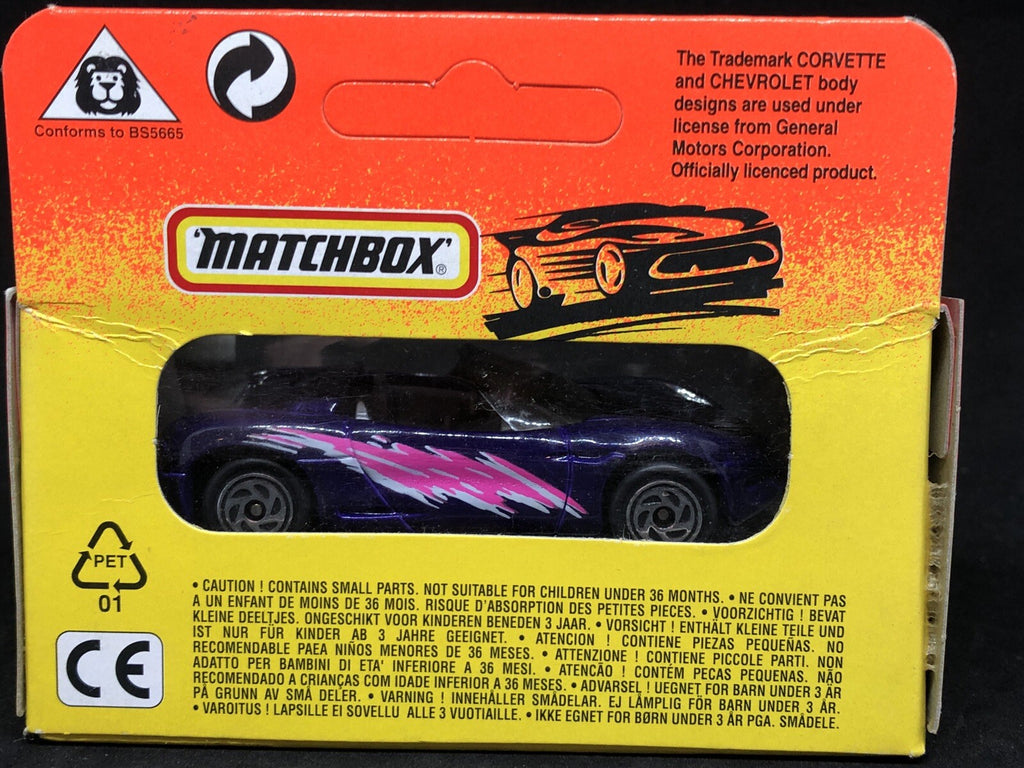 Conforms to BS5665
The Trademark CORVETTE
and CHEVROLET body
designs are used under
license from General
Motors Corporation.
Officially licenced product.
'MATCHBOX'®
PET
01
CE
• CAUTION ! CONTAINS SMALL PARTS. NOT SUITABLE FOR CHILDREN UNDER 36 MONTHS. • NE CONVIENT PAS
A UN ENFANT DE MOINS DE 36 MOIS. RISQUE D'ABSORPTION DES PETITES PIECES. • VOORZICHTIG ! BEVAT
KLEINE DEELTJES. ONGESCHIKT VOOR KINDEREN BENEDEN 3 JAAR. • VORSICHT ! ENTHÄLT KLEINE TEILE UND
IST NUR FÜR KINDER AB 3 JAHRE GEEIGNET. • ATENCION ! CONTIENE PIEZAS PEQUEÑAS. NO
RECOMENDABLE PAEA NIÑOS MENORES DE 36 MESES. • ATTENZIONE ! CONTIENE PICCOLE PARTI. NON
ADATTO PER BAMBINI DI ETA' INFERIORE A 36 MESI. • ATENCÃO ! CONTÉM PECAS PEQUENAS. NÃO
RECOMENDADO A CRIANÇAS COM IDADE INFERIOR A 36 MESES. • ADVARSEL ! UEGNET FOR BARN UNDER 3 ÅR
PÅ GRUNN AV SMÅ DELER. • VARNING ! INNEHÅLLER SMÅDELAR. EJ LÄMPLIG FÖR BARN UNDER 3 ÅR.
• VAROITUS ! LAPSILLE EI SOVELLU ALLE 3 VUOTIAILLE. • IKKE EGNET FOR BØRN UNDER 3 ÅR PGA. SMÅDELE.